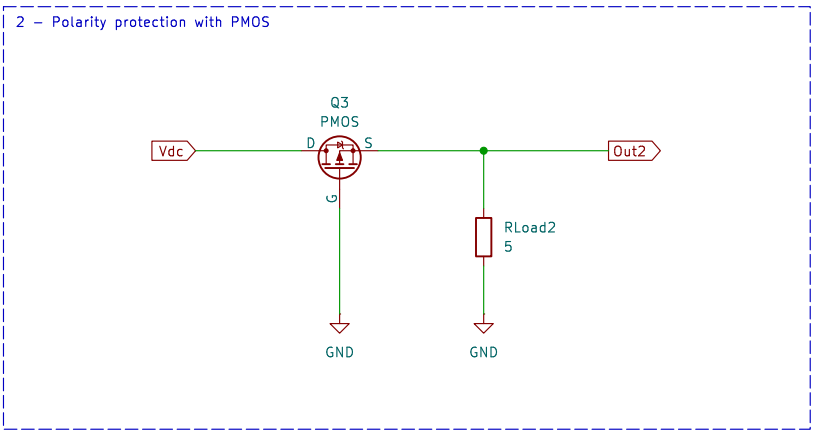 2 – Polarity protection with PMOS
Q3
PMOS
D
S
Vdc
Out2
G
RLoad2
5
GND
GND